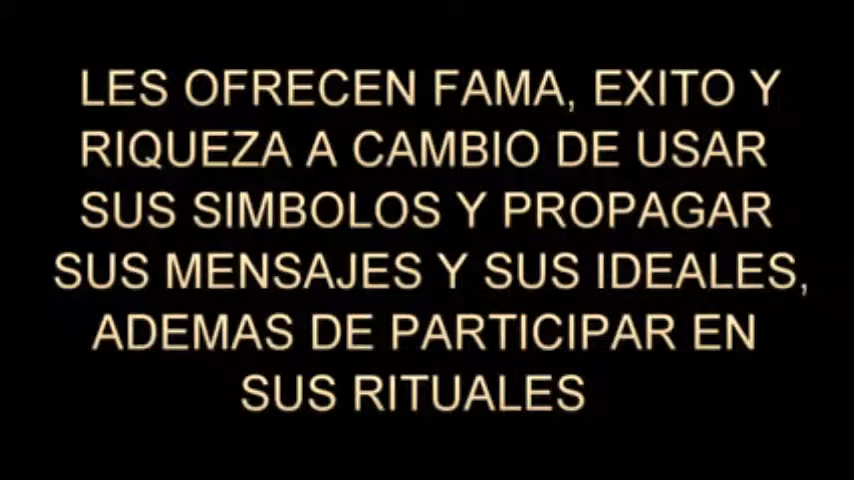 LES OFRECEN FAMA, EXITO Y
RIQUEZA A CAMBIO DE USAR
SUS SIMBOLOS Y PROPAGAR
SUS MENSAJES Y SUS IDEALES,
ADEMAS DE PARTICIPAR EN
SUS RITUALES